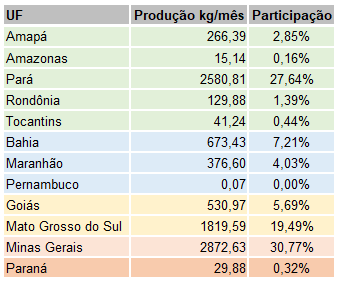 UF Produção kg/mês Participação
Amapá 266,39 2,85%
Amazonas 15,14 0,16%
Pará 2580,81 27,64%
Rondônia 129,88 1,39%
Tocantins 41,24 0,44%
Bahia 673,43 7,21%
Maranhão 376,60 4,03%
Pernambuco 0,07 0,00%
Goiás 530,97 5,69%
Mato Grosso do Sul 1819,59 19,49%
Minas Gerais 2872,63 30,77%
Paraná 29,88 0,32%